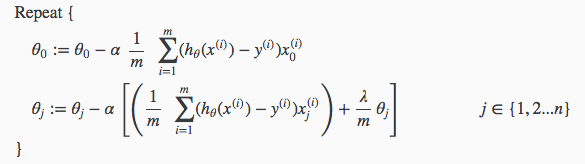 Repeat {
θ₀ := θ₀ − α 1/m ∑ᵢ₌₁ᵐ (h_θ(x⁽ⁱ⁾) − y⁽ⁱ⁾)x₀⁽ⁱ⁾
θⱼ := θⱼ − α [(1/m ∑ᵢ₌₁ᵐ (h_θ(x⁽ⁱ⁾) − y⁽ⁱ⁾)xⱼ⁽ⁱ⁾) + λ/m θⱼ] j ∈ {1,2...n}
}